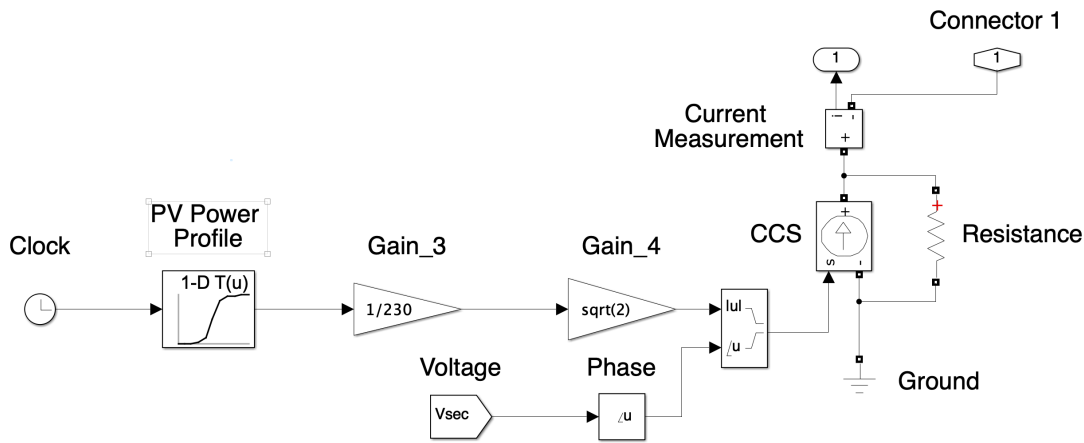 Connector 1
1
1
Current
Measurement
i
-
+
PV Power
Profile
Clock
Gain_3
Gain_4
CCS
+
s
-
+
Resistance
1-D T(u)
1/230
sqrt(2)
|u|
∠u
Voltage
Phase
Vsec
∠u
Ground